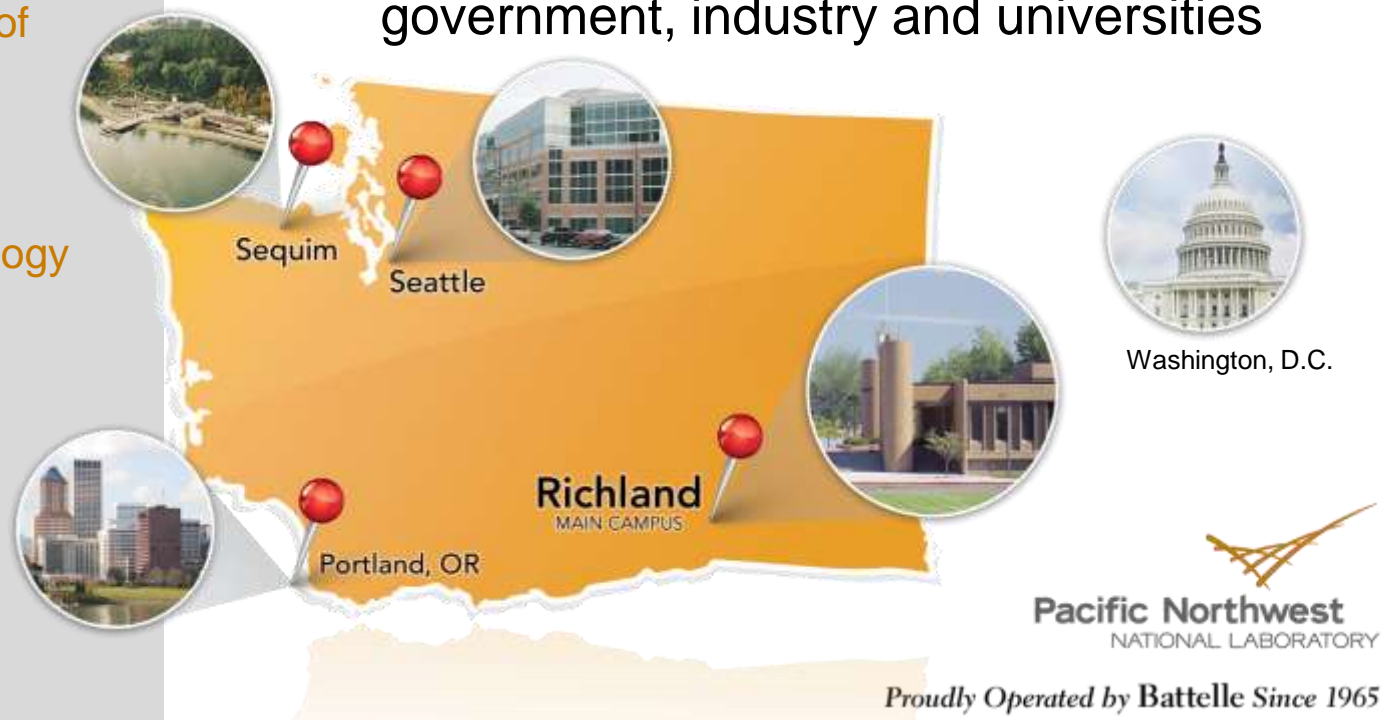 of
government, industry and universities
ogy
Sequim
Seattle
Washington, D.C.
Richland
MAIN CAMPUS
Portland, OR
Pacific Northwest
NATIONAL LABORATORY
Proudly Operated by Battelle Since 1965